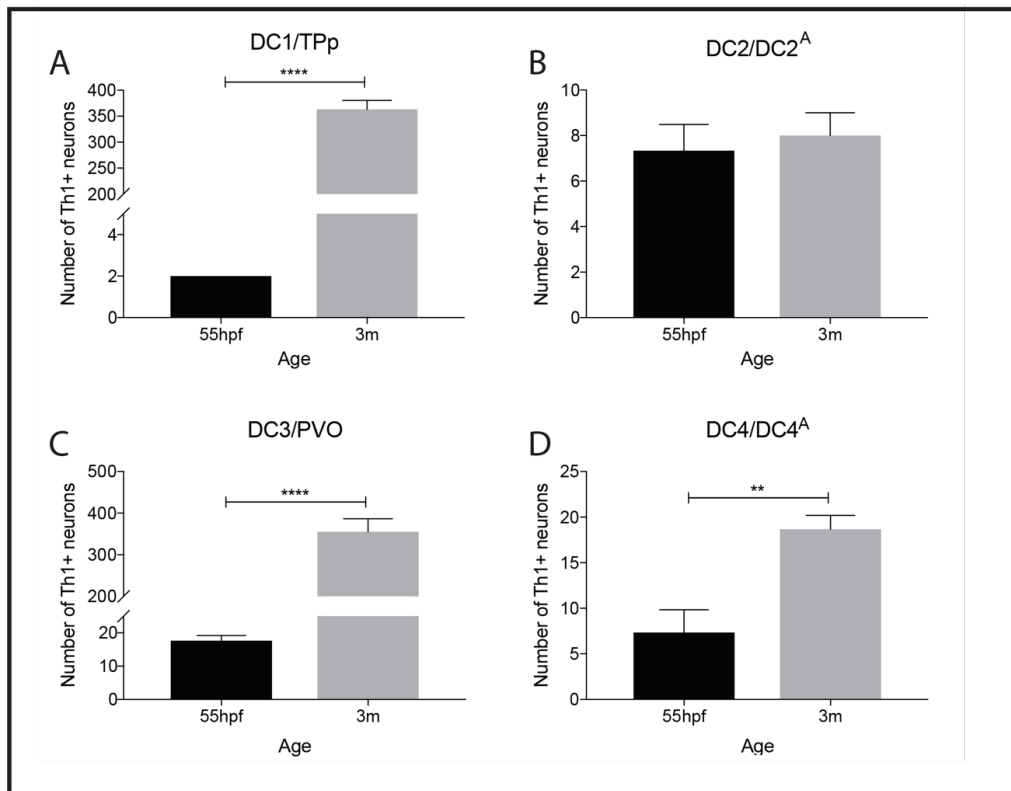 A
DC1/TPp
****
Number of Th1+ neurons
400
350
300
250
200
4
2
0
55hpf 3m
Age
B
DC2/DC2^A
Number of Th1+ neurons
10
8
6
4
2
0
55hpf 3m
Age
C
DC3/PVO
****
Number of Th1+ neurons
500
400
300
200
20
10
0
55hpf 3m
Age
D
DC4/DC4^A
**
Number of Th1+ neurons
25
20
15
10
5
0
55hpf 3m
Age